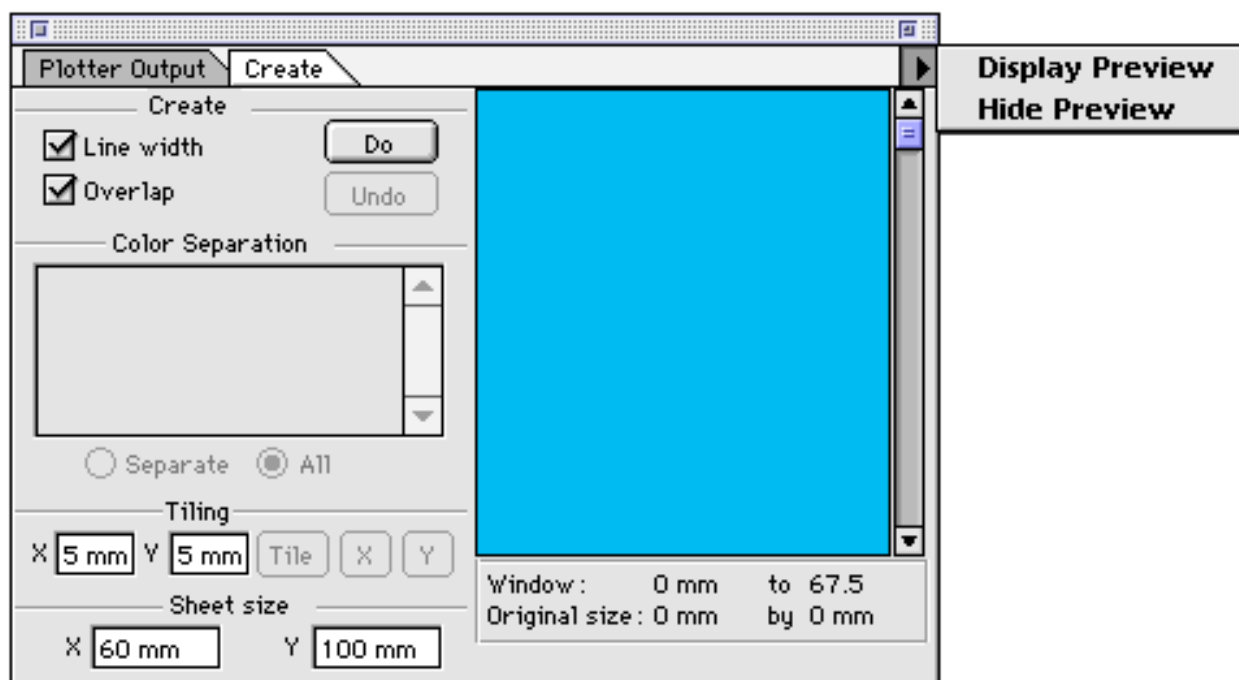 Plotter Output Create
Display Preview
Hide Preview
Create
Line width Do
Overlap Undo
Color Separation
Separate All
Tiling
X 5 mm Y 5 mm Tile X Y
Sheet size
X 60 mm Y 100 mm
Window: 0 mm to 67.5
Original size: 0 mm by 0 mm